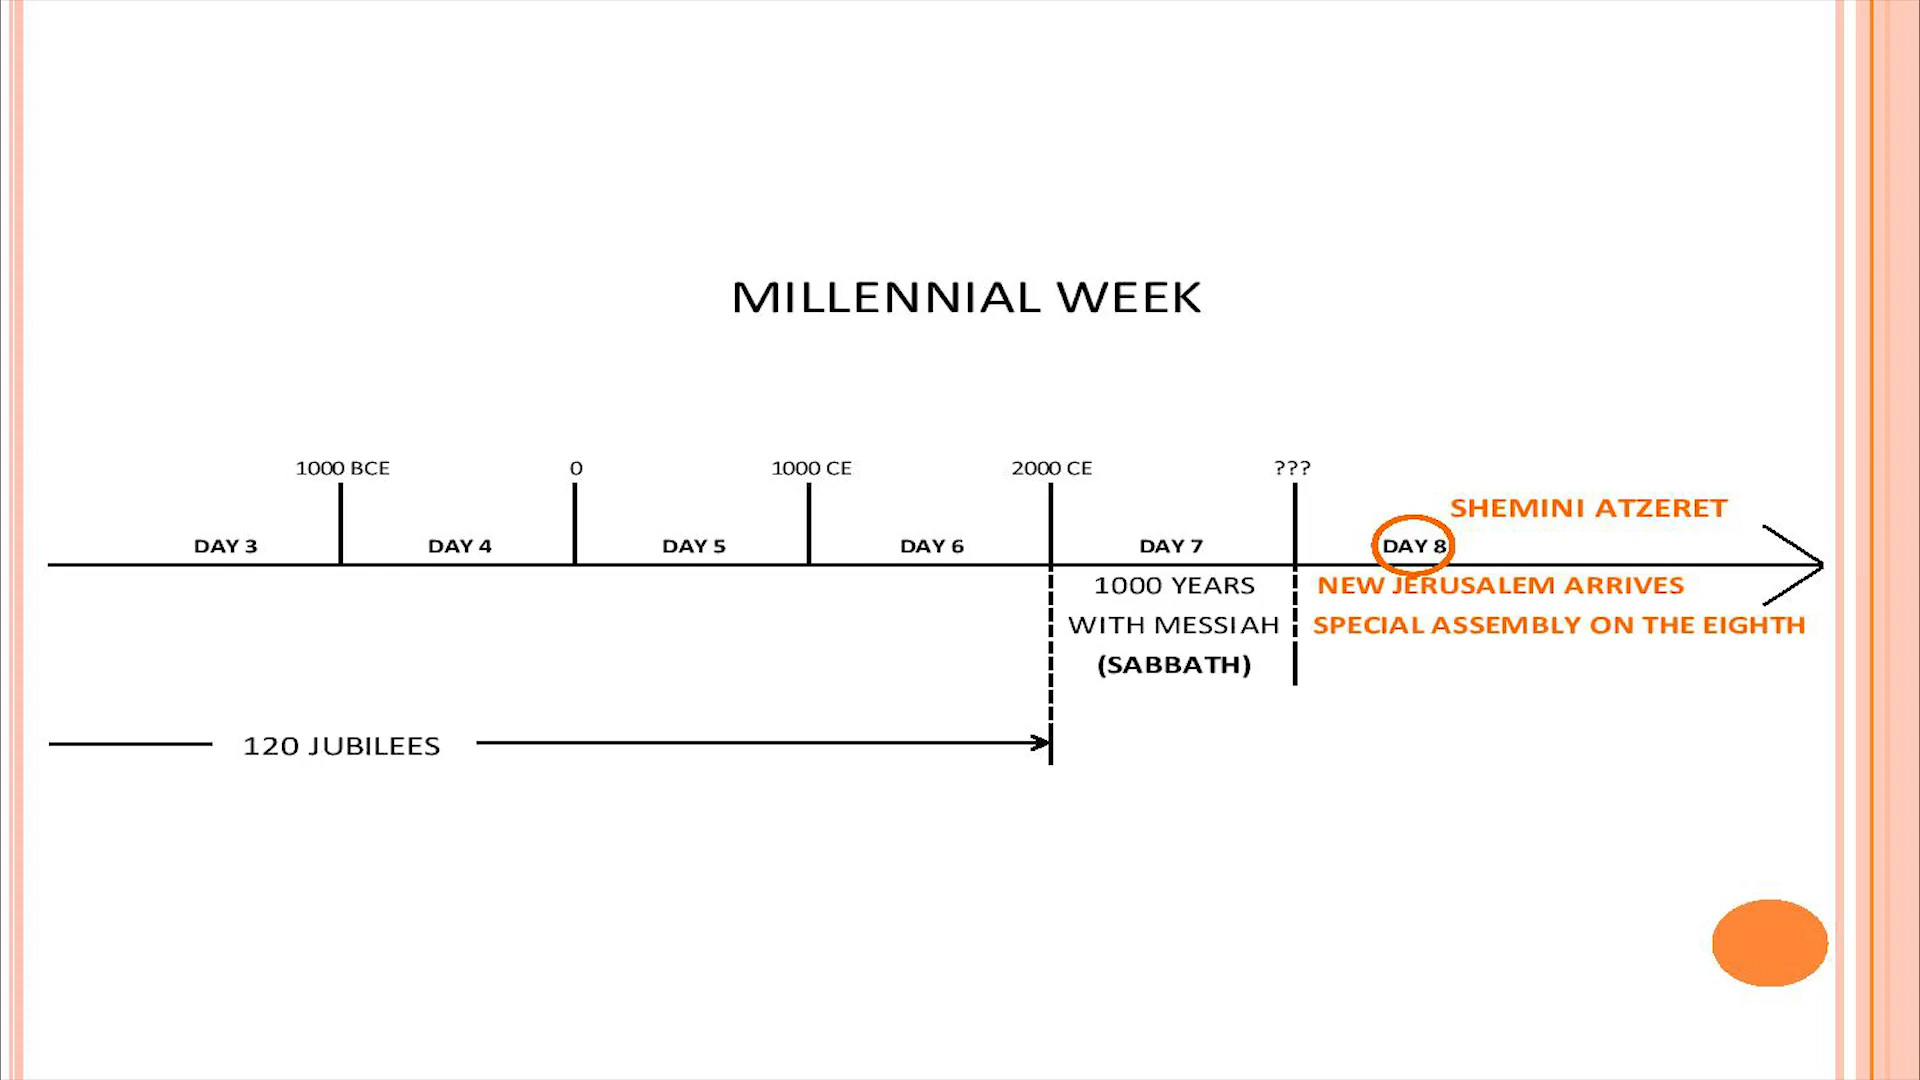 MILLENNIAL WEEK
1000 BCE 0 1000 CE 2000 CE ???
SHEMINI ATZERET
DAY 3 DAY 4 DAY 5 DAY 6 DAY 7 DAY 8
1000 YEARS NEW JERUSALEM ARRIVES
WITH MESSIAH SPECIAL ASSEMBLY ON THE EIGHTH
(SABBATH)
120 JUBILEES